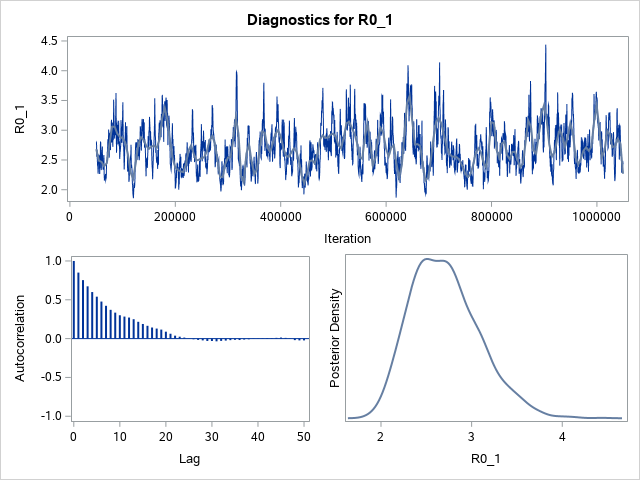 Diagnostics for R0_1
4.5
4.0
3.5
3.0
2.5
2.0
R0_1
0 200000 400000 600000 800000 1000000
Iteration
1.0
0.5
0.0
-0.5
-1.0
Autocorrelation
0 10 20 30 40 50
Lag
Posterior Density
2 3 4
R0_1